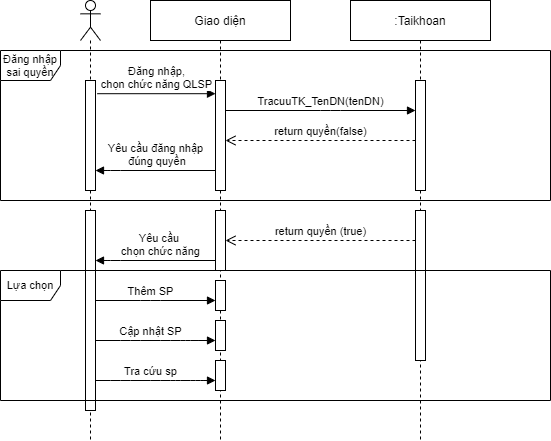 Giao diện
:Taikhoan
Đăng nhập
sai quyền
Đăng nhập,
chọn chức năng QLSP
TracuuTK_TenDN(tenDN)
return quyền(false)
Yêu cầu đăng nhập
đúng quyền
return quyền (true)
Yêu cầu
chọn chức năng
Lựa chọn
Thêm SP
Cập nhật SP
Tra cứu sp